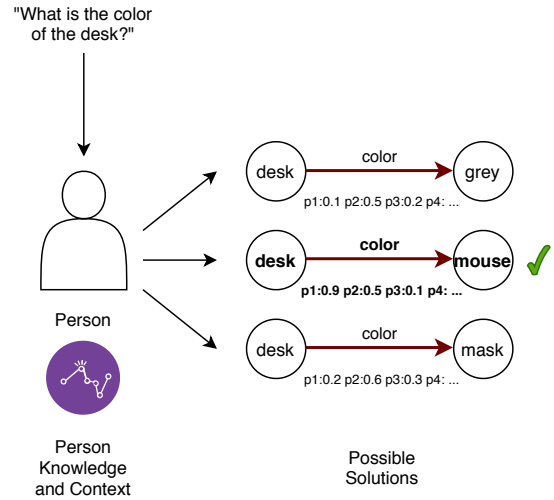 "What is the color
of the desk?"
color
desk
grey
p1:0.1 p2:0.5 p3:0.2 p4: ...
color
desk
mouse
p1:0.9 p2:0.5 p3:0.1 p4: ...
color
desk
mask
p1:0.2 p2:0.6 p3:0.3 p4: ...
Person
Person
Knowledge
and Context
Possible
Solutions